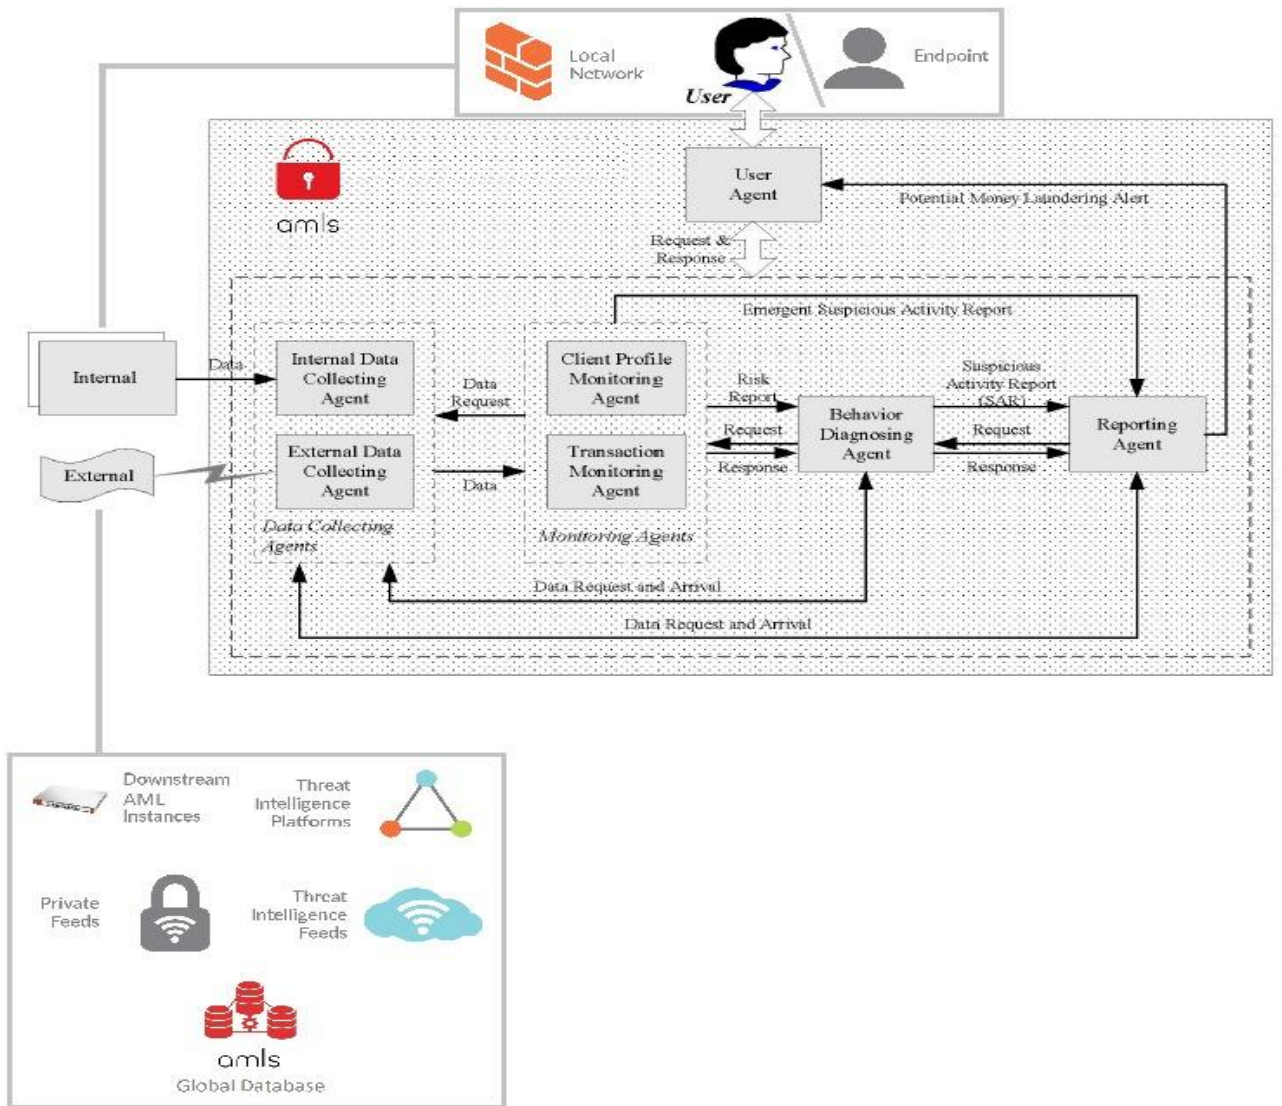 Local
Network
User
Endpoint
amls
User
Agent
Potential Money Laundering Alert
Request &
Response
Emergent Suspicious Activity Report
Internal
Data
Internal Data
Collecting
Agent
Data
Request
Client Profile
Monitoring
Agent
Risk
Report
Suspicious
Activity Report
(SAR)
External
External Data
Collecting
Agent
Data
Transaction
Monitoring
Agent
Request
Response
Behavior
Diagnosing
Agent
Request
Response
Reporting
Agent
Data Collecting
Agents
Monitoring Agents
Data Request and Arrival
Data Request and Arrival
Downstream
AML
Instances
Threat
Intelligence
Platforms
Private
Feeds
Threat
Intelligence
Feeds
amls
Global Database